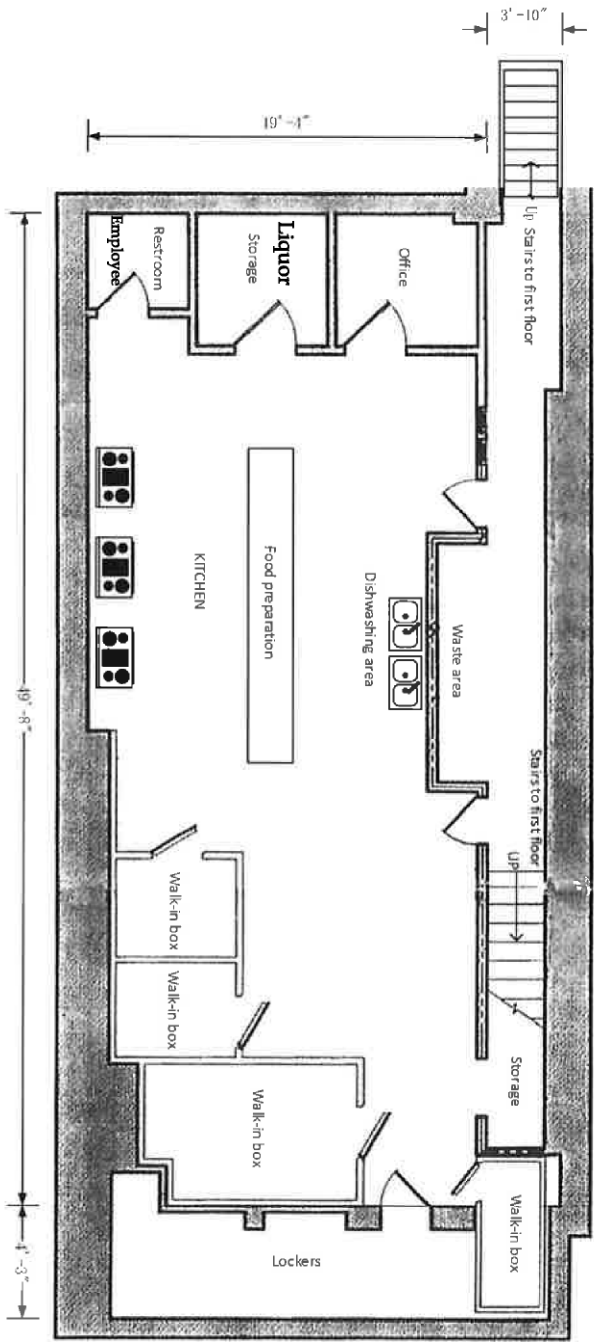 3'-10"
19'-4"
Up Stairs to first floor
Office
Liquor
Storage
Restroom
Employee
Waste area
Dishwashing area
Food preparation
KITCHEN
49'-8"
Stairs to first floor
UP
Walk-in box
Walk-in box
Storage
Walk-in box
Walk-in box
Lockers
4'-3"